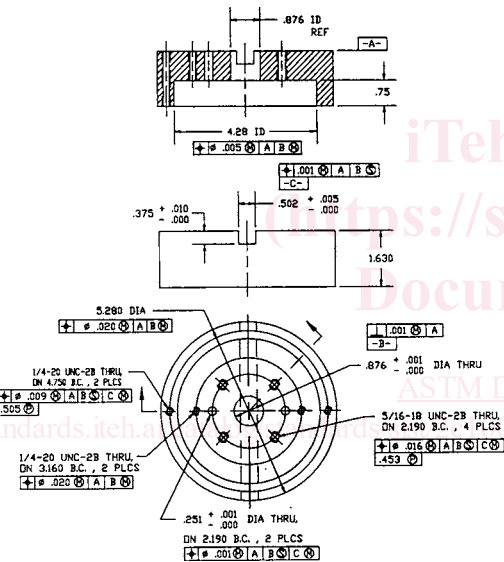 .876 ID
REF
-A-
.75
4.28 ID
⌖ ⌀ .005 Ⓜ A B Ⓜ
⌖ .001 Ⓜ A B Ⓢ
-C-
.502 + .005
- .000
.375 + .010
- .000
1.630
5.280 DIA
⌖ ⌀ .020 Ⓜ A B Ⓜ
⊥ .001 Ⓜ A
-B-
.876 + .001 DIA THRU
- .000
1/4-20 UNC-2B THRU,
ON 4.750 B.C. , 2 PLCS
⌖ ⌀ .009 Ⓜ A B Ⓢ C Ⓜ
.505 Ⓟ
5/16-18 UNC-2B THRU,
ON 2.190 B.C. , 4 PLCS
⌖ ⌀ .016 Ⓜ A B Ⓢ C Ⓜ
.453 Ⓟ
1/4-20 UNC-2B THRU,
ON 3.160 B.C. , 2 PLCS
⌖ ⌀ .020 Ⓜ A B Ⓜ
.251 + .001 DIA THRU,
- .000
ON 2.190 B.C. , 2 PLCS
⌖ ⌀ .001 Ⓜ A B Ⓢ C Ⓜ
iTeh
(https://s
Docum
ASTM D